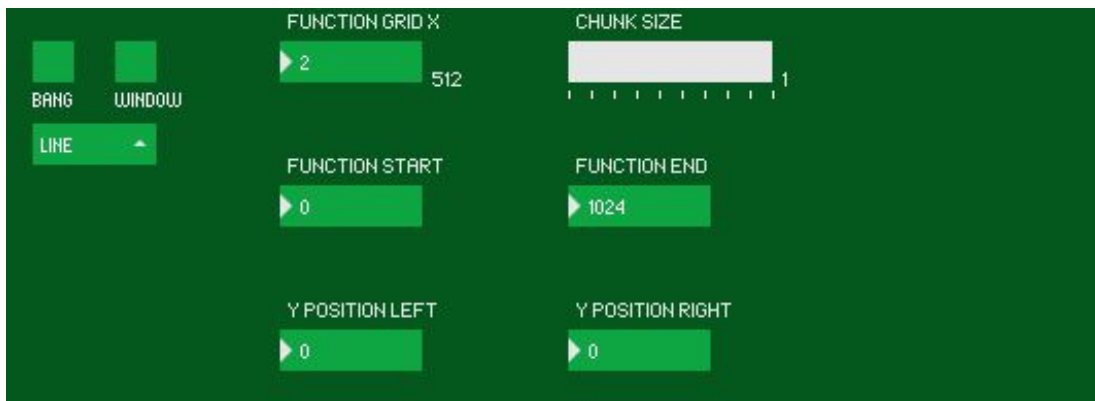 FUNCTION GRID X
CHUNK SIZE
2
512
1
BANG
WINDOW
LINE
FUNCTION START
FUNCTION END
0
1024
Y POSITION LEFT
Y POSITION RIGHT
0
0